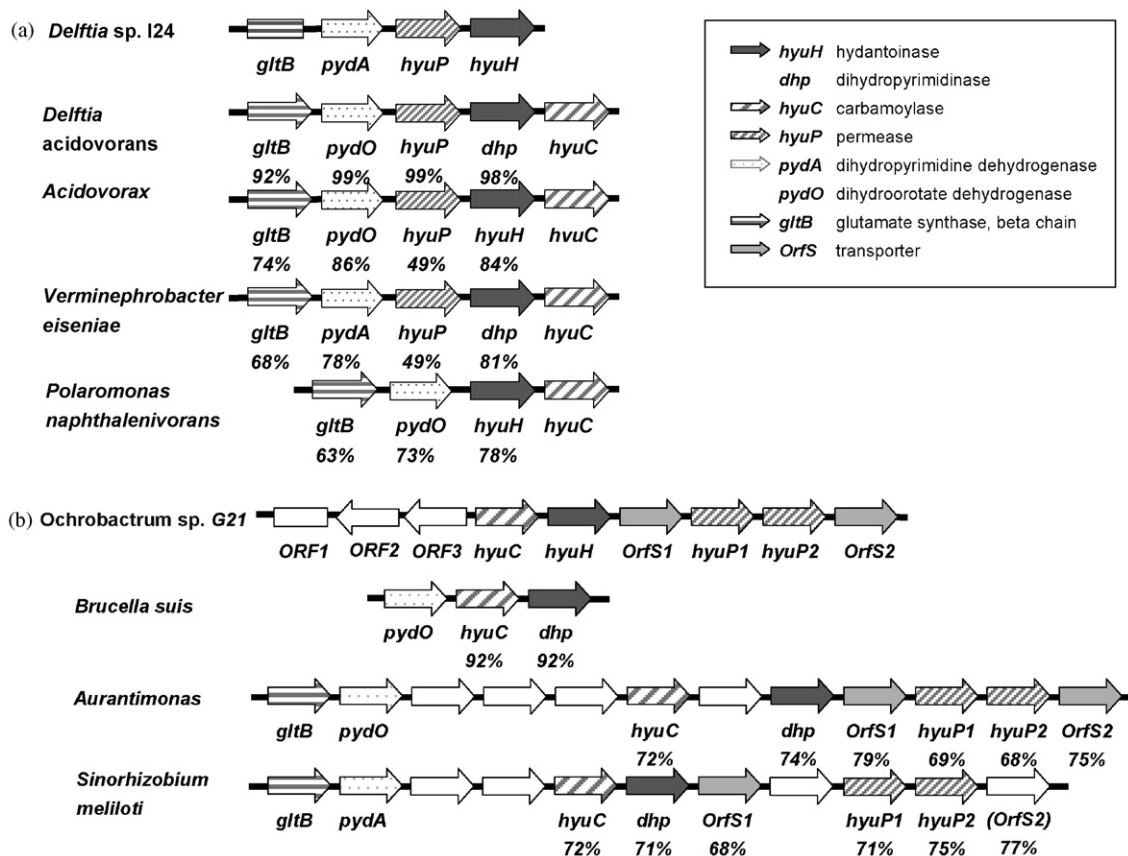 (a) Delftia sp. I24
gltB pydA hyuP hyuH
Delftia
acidovorans
gltB pydO hyuP dhp hyuC
92% 99% 99% 98%
Acidovorax
gltB pydO hyuP hyuH hvuC
74% 86% 49% 84%
Verminephrobacter
eiseniae
gltB pydA hyuP dhp hyuC
68% 78% 49% 81%
Polaromonas
naphthalenivorans
gltB pydO hyuH hyuC
63% 73% 78%
hyuH hydantoinase
dhp dihydropyrimidinase
hyuC carbamoylase
hyuP permease
pydA dihydropyrimidine dehydrogenase
pydO dihydroorotate dehydrogenase
gltB glutamate synthase, beta chain
OrfS transporter
(b) Ochrobactrum sp. G21
ORF1 ORF2 ORF3 hyuC hyuH OrfS1 hyuP1 hyuP2 OrfS2
Brucella suis
pydO hyuC dhp
92% 92%
Aurantimonas
gltB pydO hyuC dhp OrfS1 hyuP1 hyuP2 OrfS2
72% 74% 79% 69% 68% 75%
Sinorhizobium
meliloti
gltB pydA hyuC dhp OrfS1 hyuP1 hyuP2 (OrfS2)
72% 71% 68% 71% 75% 77%